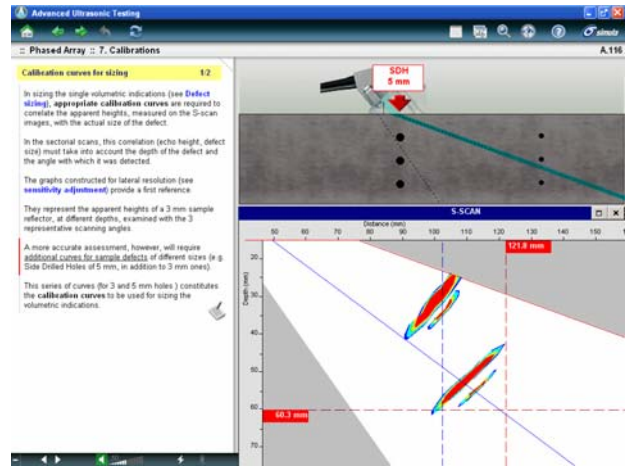 Advanced Ultrasonic Testing
simula
:: Phased Array :: 7. Calibrations
A.116
Calibration curves for sizing 1/2
In sizing the single volumetric indications (see Defect
sizing), appropriate calibration curves are required to
correlate the apparent heights, measured on the S-scan
images, with the actual size of the defect.
In the sectorial scans, this correlation (echo height, defect
size) must take into account the depth of the defect and
the angle with which it was detected.
The graphs constructed for lateral resolution (see
sensitivity adjustment) provide a first reference.
They represent the apparent heights of a 3 mm sample
reflector, at different depths, examined with the 3
representative scanning angles.
A more accurate assessment, however, will require
additional curves for sample defects of different sizes (e.g.
Side Drilled Holes of 5 mm, in addition to 3 mm ones).
This series of curves (for 3 and 5 mm holes ) constitutes
the calibration curves to be used for sizing the
volumetric indications.
SDH
5 mm
S-SCAN
Distance (mm)
50 60 70 80 90 100 110 120 130 140 150
121.8 mm
Depth (mm)
20
30
40
50
60
70
60.3 mm